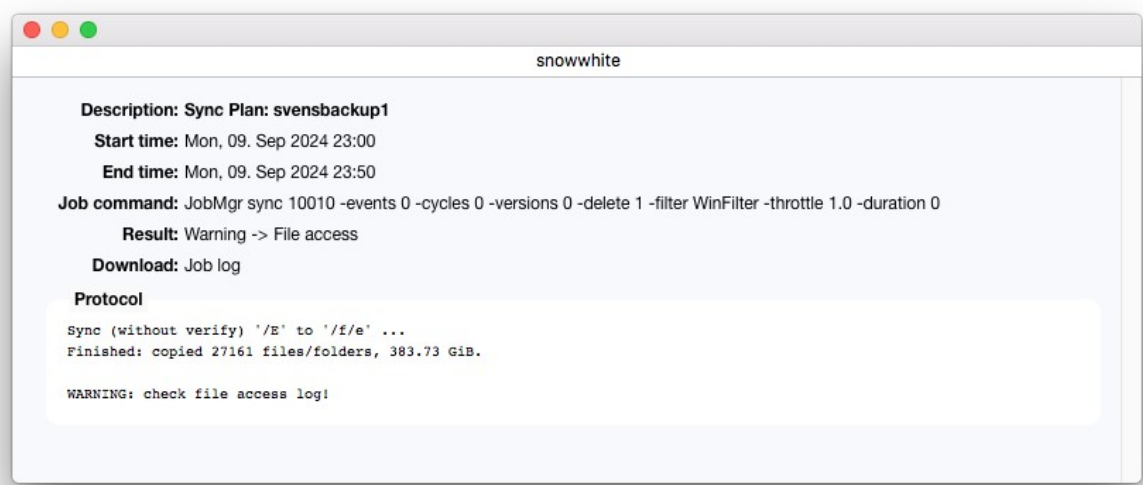 snowwhite
Description: Sync Plan: svensbackup1
Start time: Mon, 09. Sep 2024 23:00
End time: Mon, 09. Sep 2024 23:50
Job command: JobMgr sync 10010 -events 0 -cycles 0 -versions 0 -delete 1 -filter WinFilter -throttle 1.0 -duration 0
Result: Warning -> File access
Download: Job log
Protocol
Sync (without verify) '/E' to '/f/e' ...
Finished: copied 27161 files/folders, 383.73 GiB.
WARNING: check file access log!